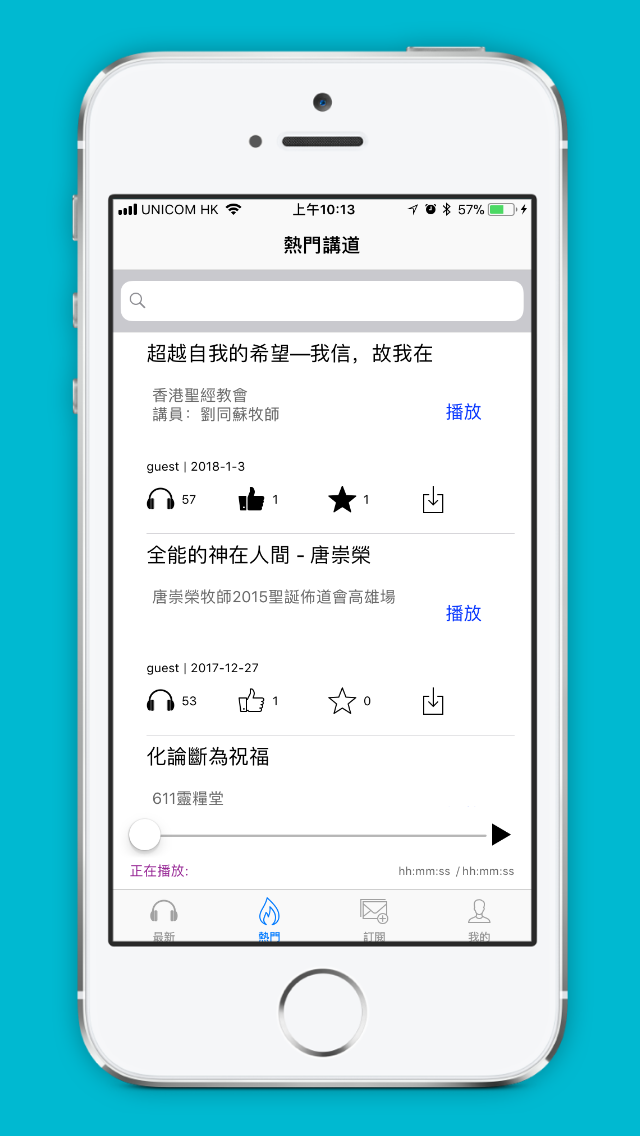 UNICOM HK 上午10:13 57%
熱門講道
超越自我的希望—我信，故我在
香港聖經教會
講員：劉同蘇牧師
播放
guest | 2018-1-3
57 1 1
全能的神在人間 - 唐崇榮
唐崇榮牧師2015聖誕佈道會高雄場
播放
guest | 2017-12-27
53 1 0
化論斷為祝福
611靈糧堂
正在播放: hh:mm:ss / hh:mm:ss
最新 熱門 訂閱 我的